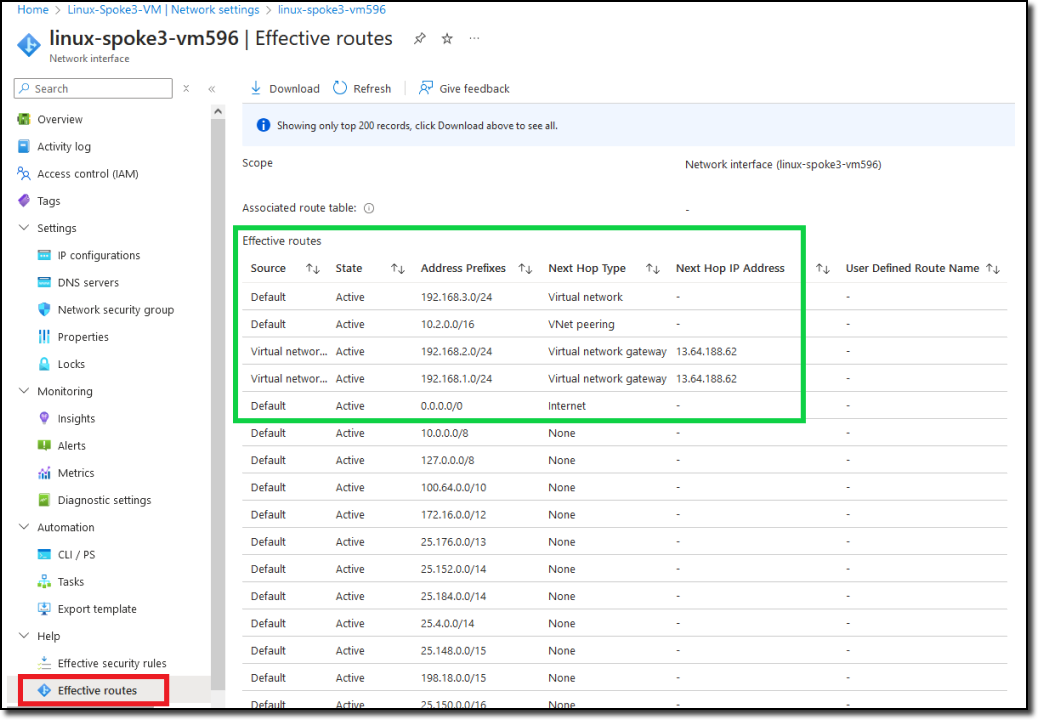 Home > Linux-Spoke3-VM | Network settings > linux-spoke3-vm596
linux-spoke3-vm596 | Effective routes
Network interface
Search
Overview
Activity log
Access control (IAM)
Tags
Settings
IP configurations
DNS servers
Network security group
Properties
Locks
Monitoring
Insights
Alerts
Metrics
Diagnostic settings
Automation
CLI / PS
Tasks
Export template
Help
Effective security rules
Effective routes
Download Refresh Give feedback
Showing only top 200 records, click Download above to see all.
Scope Network interface (linux-spoke3-vm596)
Associated route table: -
Effective routes
Source State Address Prefixes Next Hop Type Next Hop IP Address User Defined Route Name
Default Active 192.168.3.0/24 Virtual network - -
Default Active 10.2.0.0/16 VNet peering - -
Virtual networ... Active 192.168.2.0/24 Virtual network gateway 13.64.188.62 -
Virtual networ... Active 192.168.1.0/24 Virtual network gateway 13.64.188.62 -
Default Active 0.0.0.0/0 Internet - -
Default Active 10.0.0.0/8 None - -
Default Active 127.0.0.0/8 None - -
Default Active 100.64.0.0/10 None - -
Default Active 172.16.0.0/12 None - -
Default Active 25.176.0.0/13 None - -
Default Active 25.152.0.0/14 None - -
Default Active 25.184.0.0/14 None - -
Default Active 25.4.0.0/14 None - -
Default Active 25.148.0.0/15 None - -
Default Active 198.18.0.0/15 None - -
Default Active 25.150.0.0/16 None - -